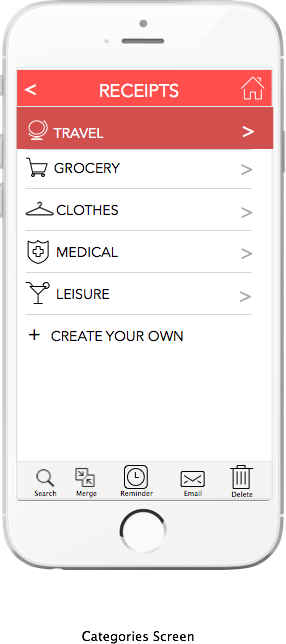 < RECEIPTS
TRAVEL >
GROCERY >
CLOTHES >
MEDICAL >
LEISURE >
+ CREATE YOUR OWN
Search Merge Reminder Email Delete
Categories Screen